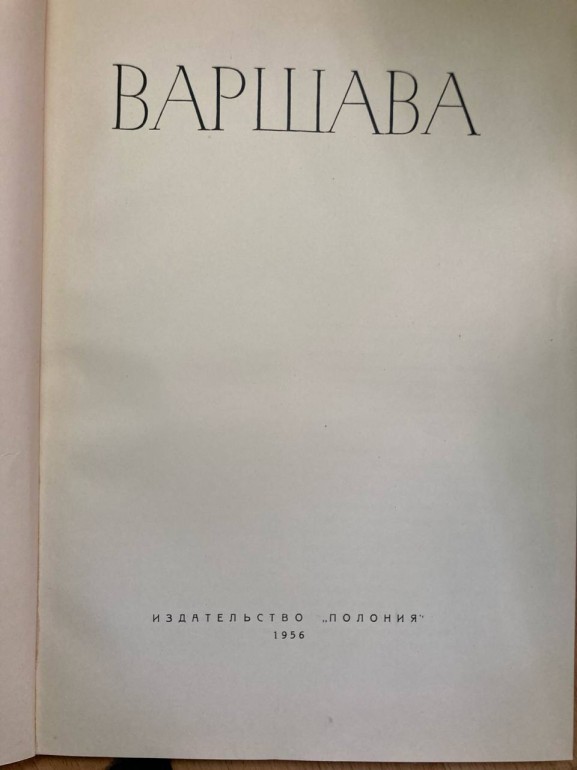 ВАРШАВА
ИЗДАТЕЛЬСТВО „ПОЛОНИЯ“
1956